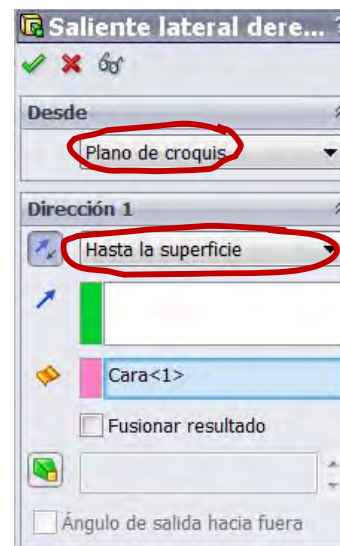 Saliente lateral dere...
Desde
Plano de croquis
Dirección 1
Hasta la superficie
Cara<1>
Fusionar resultado
Ángulo de salida hacia fuera